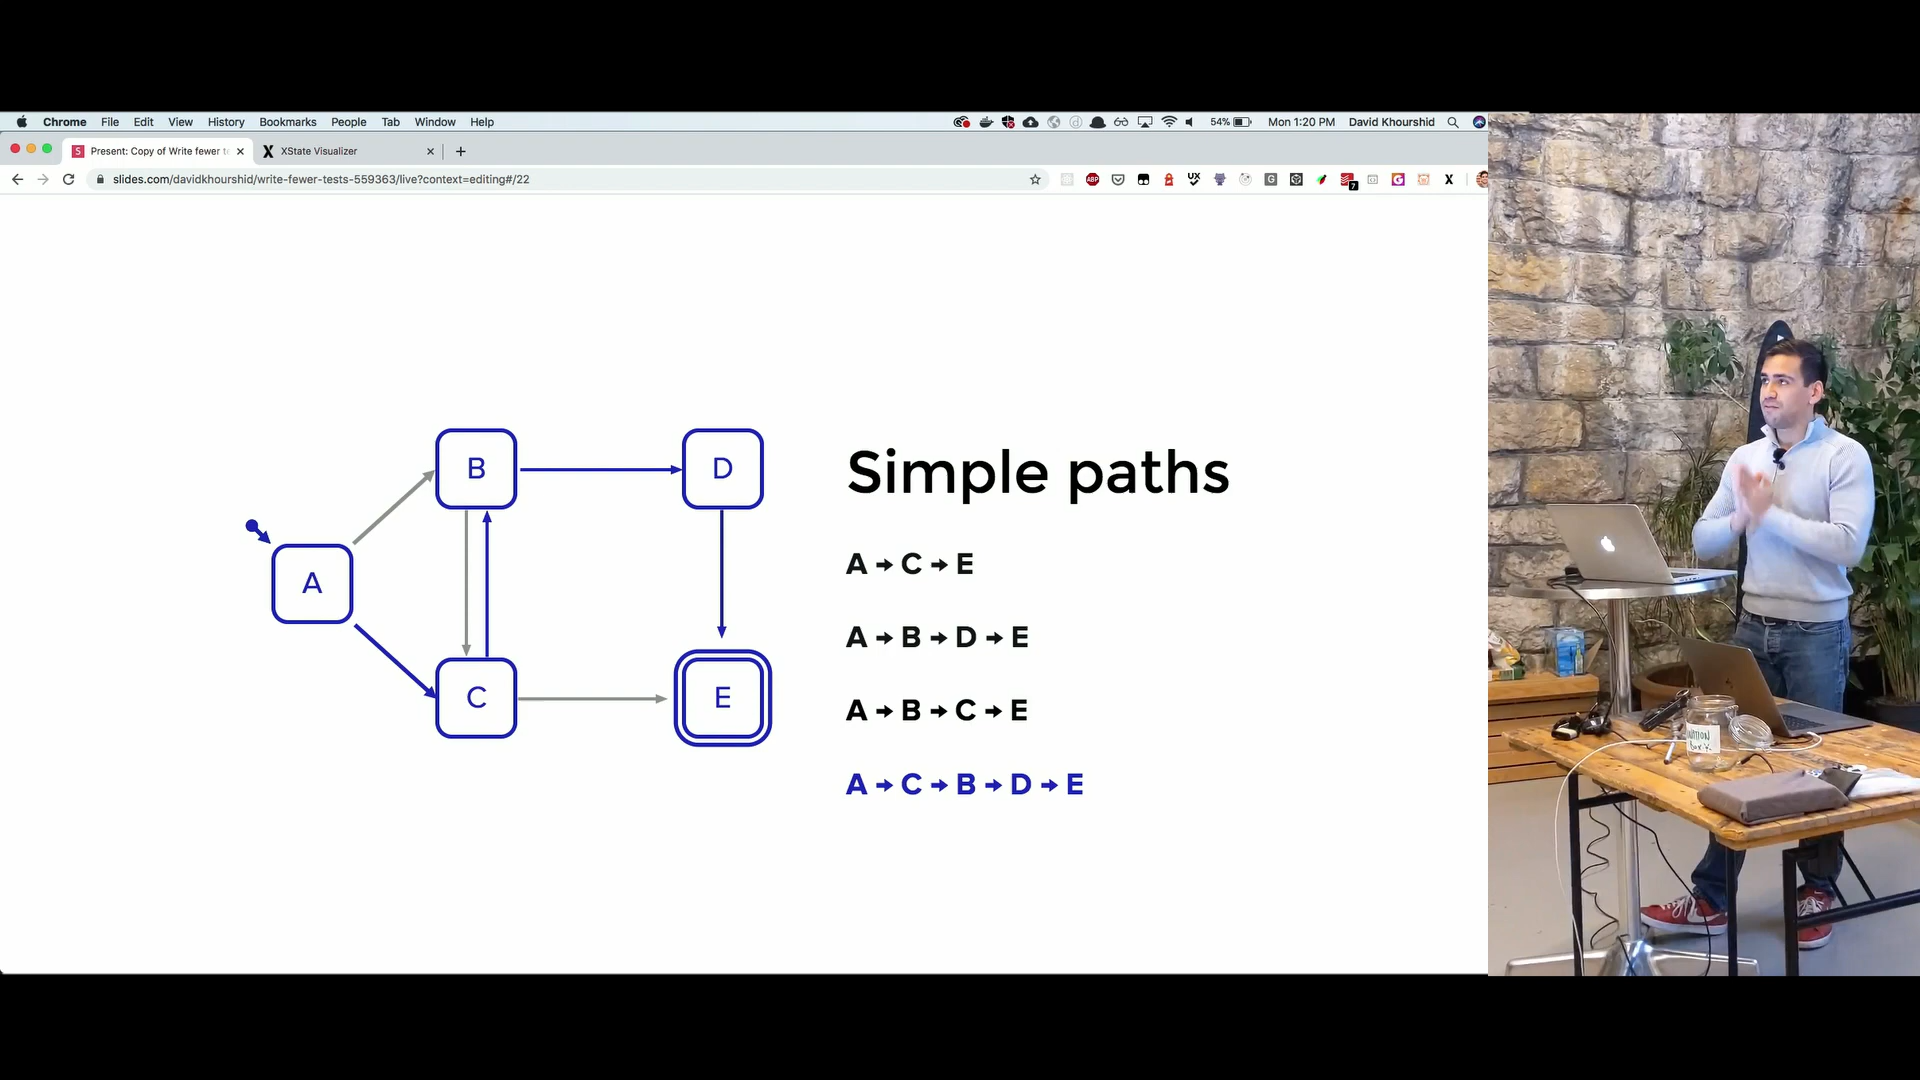 Chrome File Edit View History Bookmarks People Tab Window Help 54% Mon 1:20 PM David Khourshid
Present: Copy of Write fewer t
XState Visualizer
slides.com/davidkhourshid/write-fewer-tests-559363/live?context=editing#/22
B
D
A
C
E
Simple paths
A → C → E
A → B → D → E
A → B → C → E
A → C → B → D → E